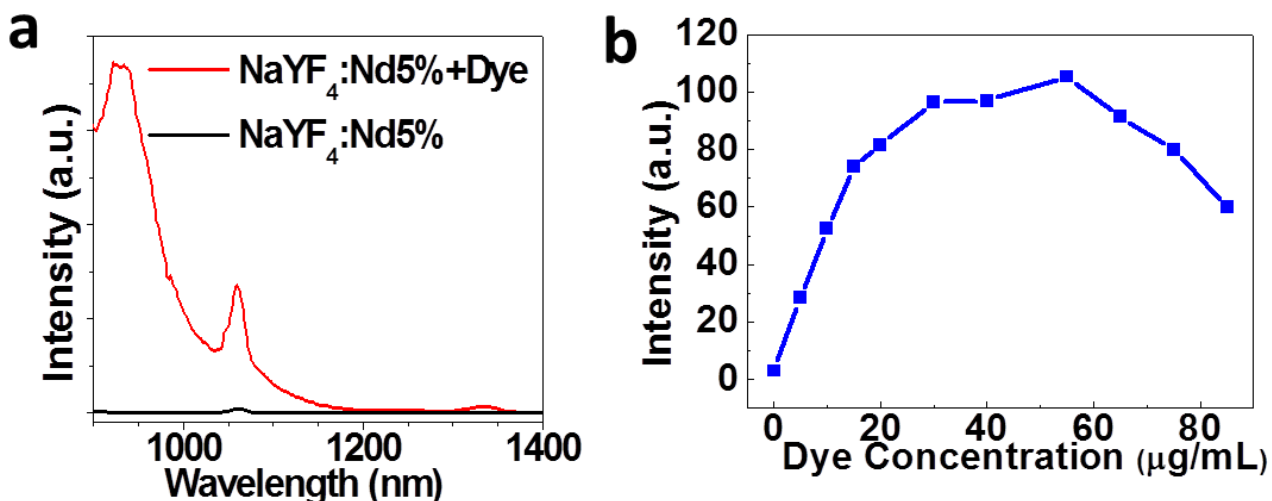 a
NaYF₄:Nd5%+Dye
NaYF₄:Nd5%
Intensity (a.u.)
1000 1200 1400
Wavelength (nm)
b
120
100
80
60
40
20
0
Intensity (a.u.)
0 20 40 60 80
Dye Concentration (μg/mL)